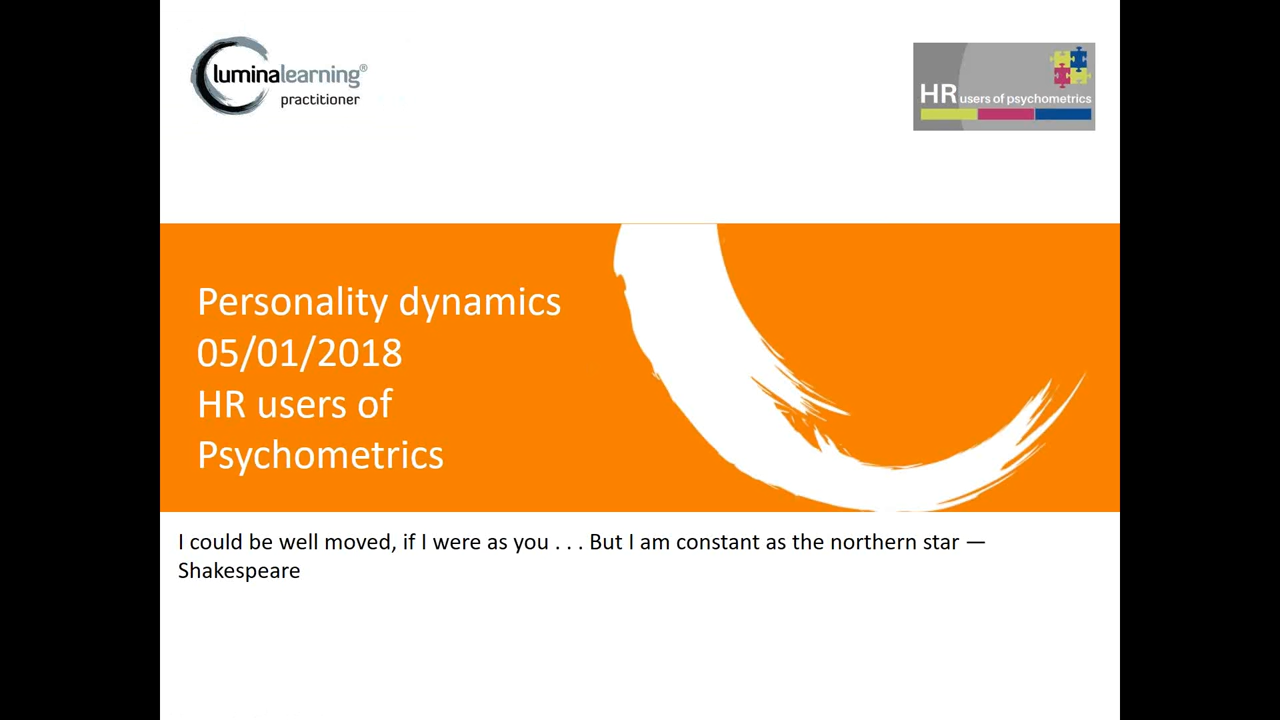 luminalearning®
practitioner
HR users of psychometrics
Personality dynamics
05/01/2018
HR users of
Psychometrics
I could be well moved, if I were as you . . . But I am constant as the northern star —
Shakespeare